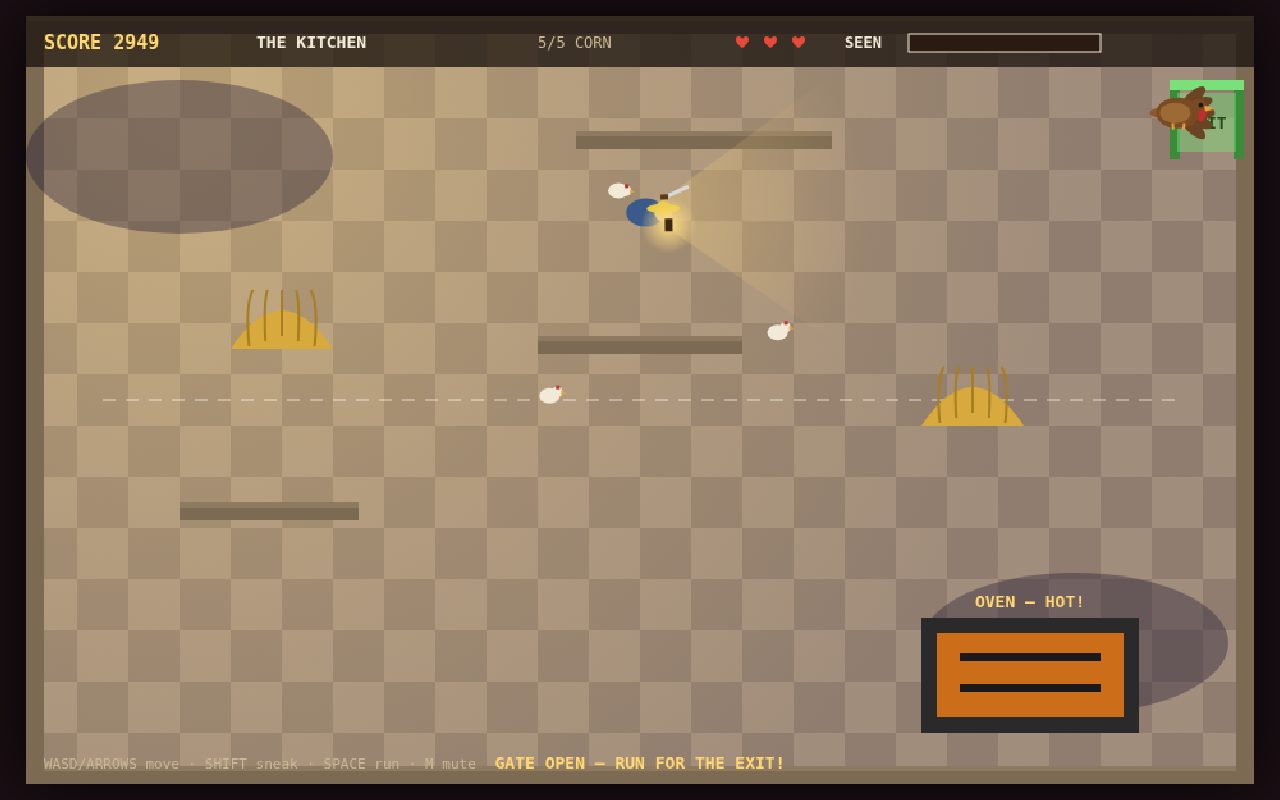 SCORE 2949 THE KITCHEN 5/5 CORN SEEN
IT
OVEN — HOT!
WASD/ARROWS move · SHIFT sneak · SPACE run · M mute GATE OPEN — RUN FOR THE EXIT!